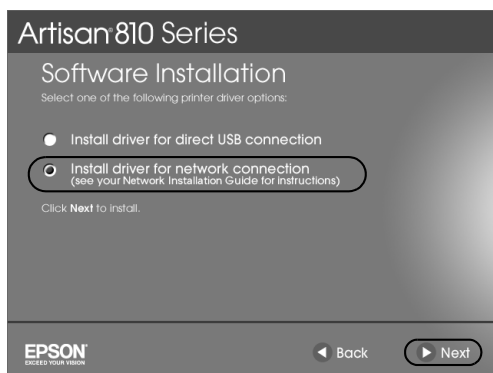 Artisan® 810 Series
Software Installation
Select one of the following printer driver options:
Install driver for direct USB connection
Install driver for network connection
(see your Network Installation Guide for instructions)
Click Next to install.
EPSON®
EXCEED YOUR VISION
Back
Next